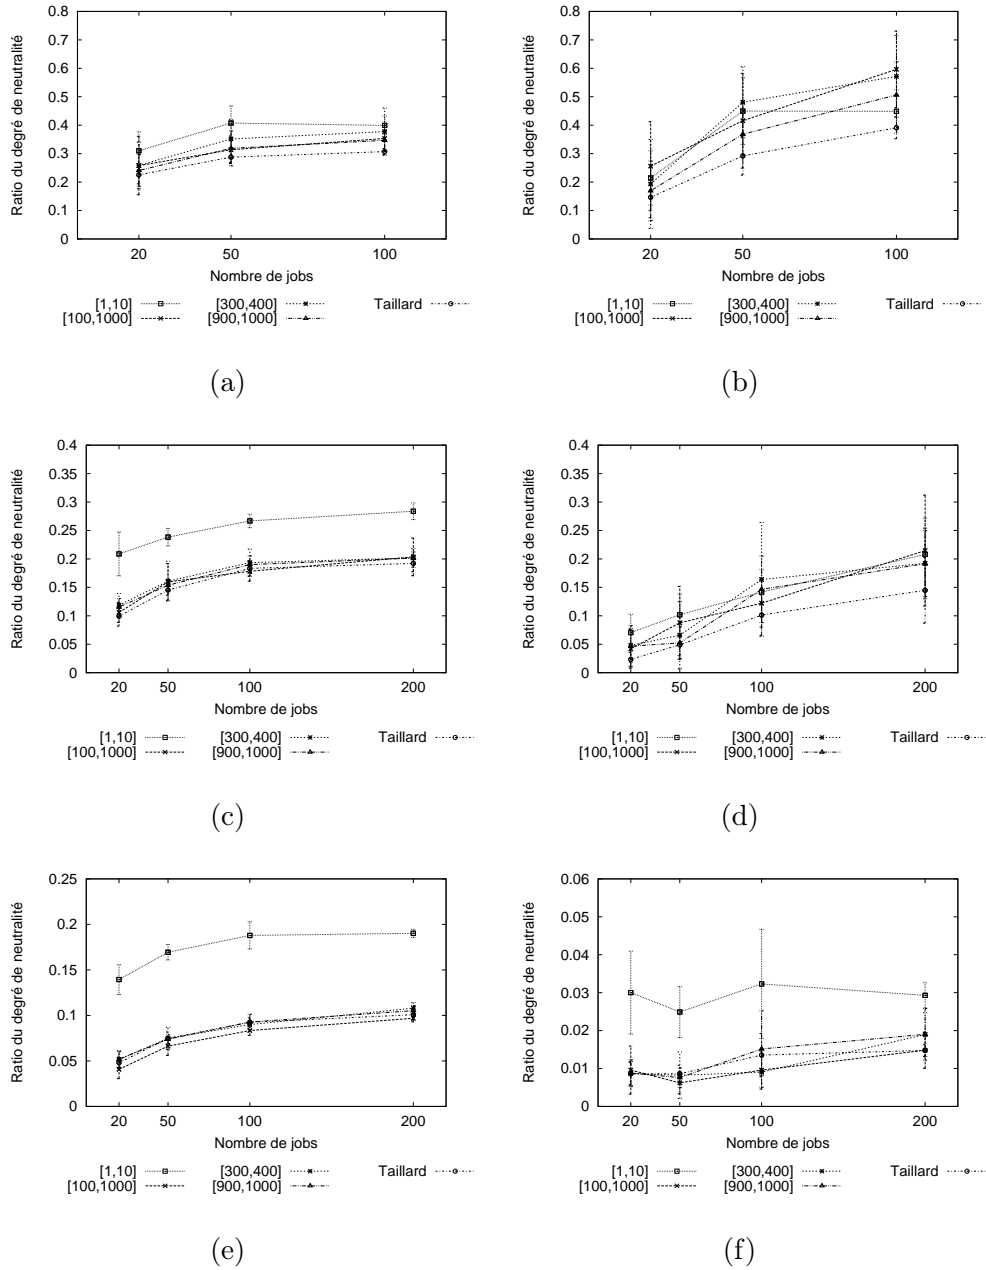 0.8
0.7
0.6
0.5
0.4
0.3
0.2
0.1
0
Ratio du degré de neutralité
20 50 100
Nombre de jobs
[1,10] [300,400] Taillard
[100,1000] [900,1000]
(a)
0.8
0.7
0.6
0.5
0.4
0.3
0.2
0.1
0
Ratio du degré de neutralité
20 50 100
Nombre de jobs
[1,10] [300,400] Taillard
[100,1000] [900,1000]
(b)
0.4
0.35
0.3
0.25
0.2
0.15
0.1
0.05
0
Ratio du degré de neutralité
20 50 100 200
Nombre de jobs
[1,10] [300,400] Taillard
[100,1000] [900,1000]
(c)
0.4
0.35
0.3
0.25
0.2
0.15
0.1
0.05
0
Ratio du degré de neutralité
20 50 100 200
Nombre de jobs
[1,10] [300,400] Taillard
[100,1000] [900,1000]
(d)
0.25
0.2
0.15
0.1
0.05
0
Ratio du degré de neutralité
20 50 100 200
Nombre de jobs
[1,10] [300,400] Taillard
[100,1000] [900,1000]
(e)
0.06
0.05
0.04
0.03
0.02
0.01
0
Ratio du degré de neutralité
20 50 100 200
Nombre de jobs
[1,10] [300,400] Taillard
[100,1000] [900,1000]
(f)